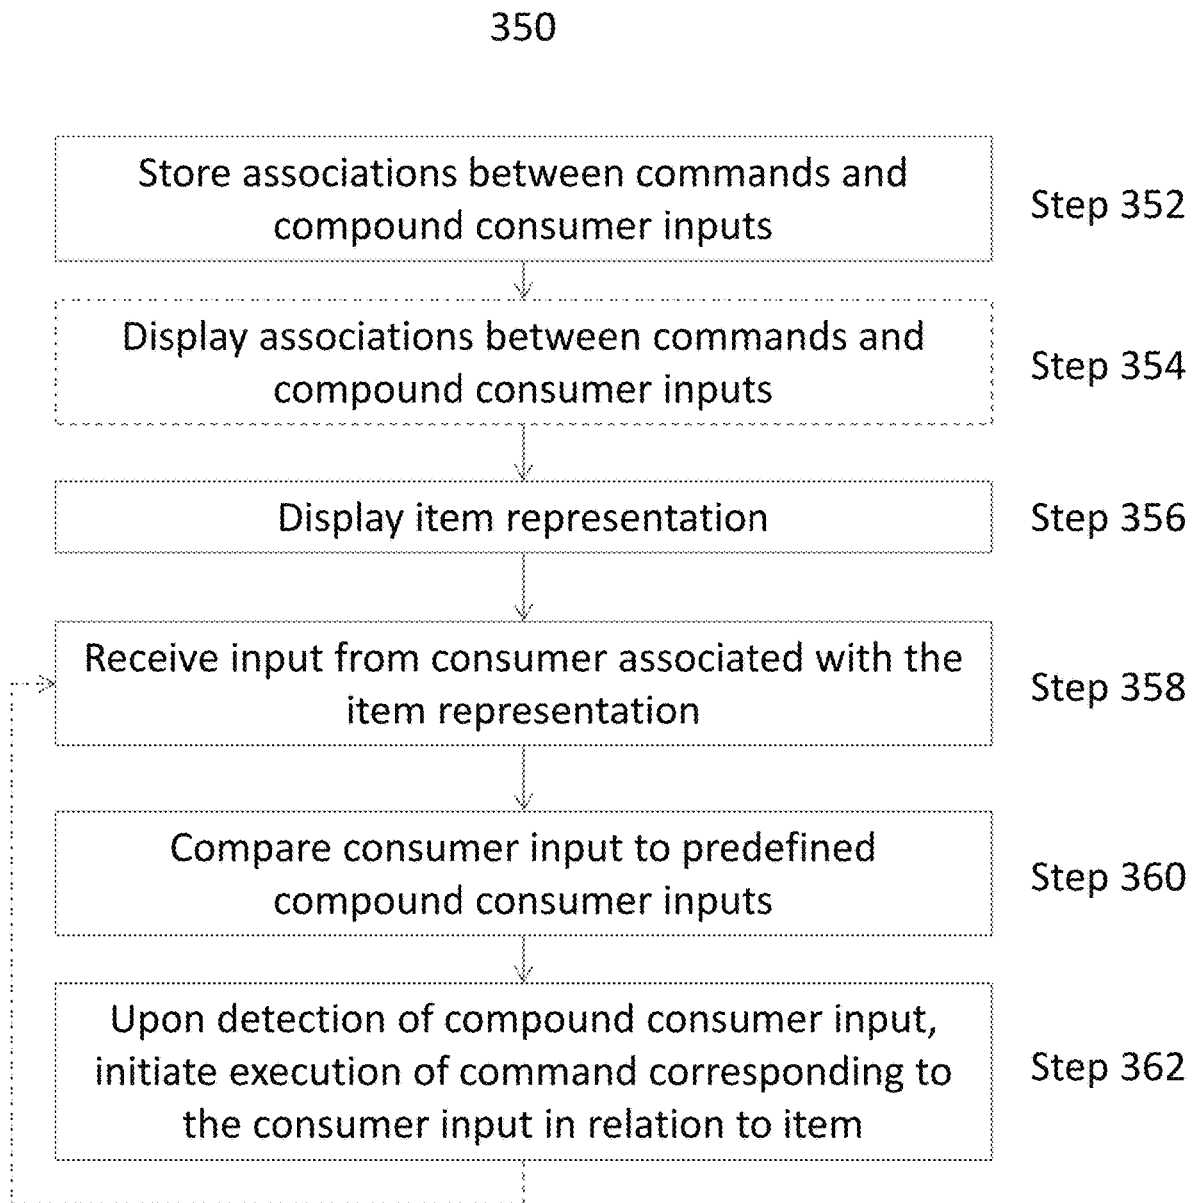 350
Store associations between commands and
compound consumer inputs
Step 352
Display associations between commands and
compound consumer inputs
Step 354
Display item representation
Step 356
Receive input from consumer associated with the
item representation
Step 358
Compare consumer input to predefined
compound consumer inputs
Step 360
Upon detection of compound consumer input,
initiate execution of command corresponding to
the consumer input in relation to item
Step 362